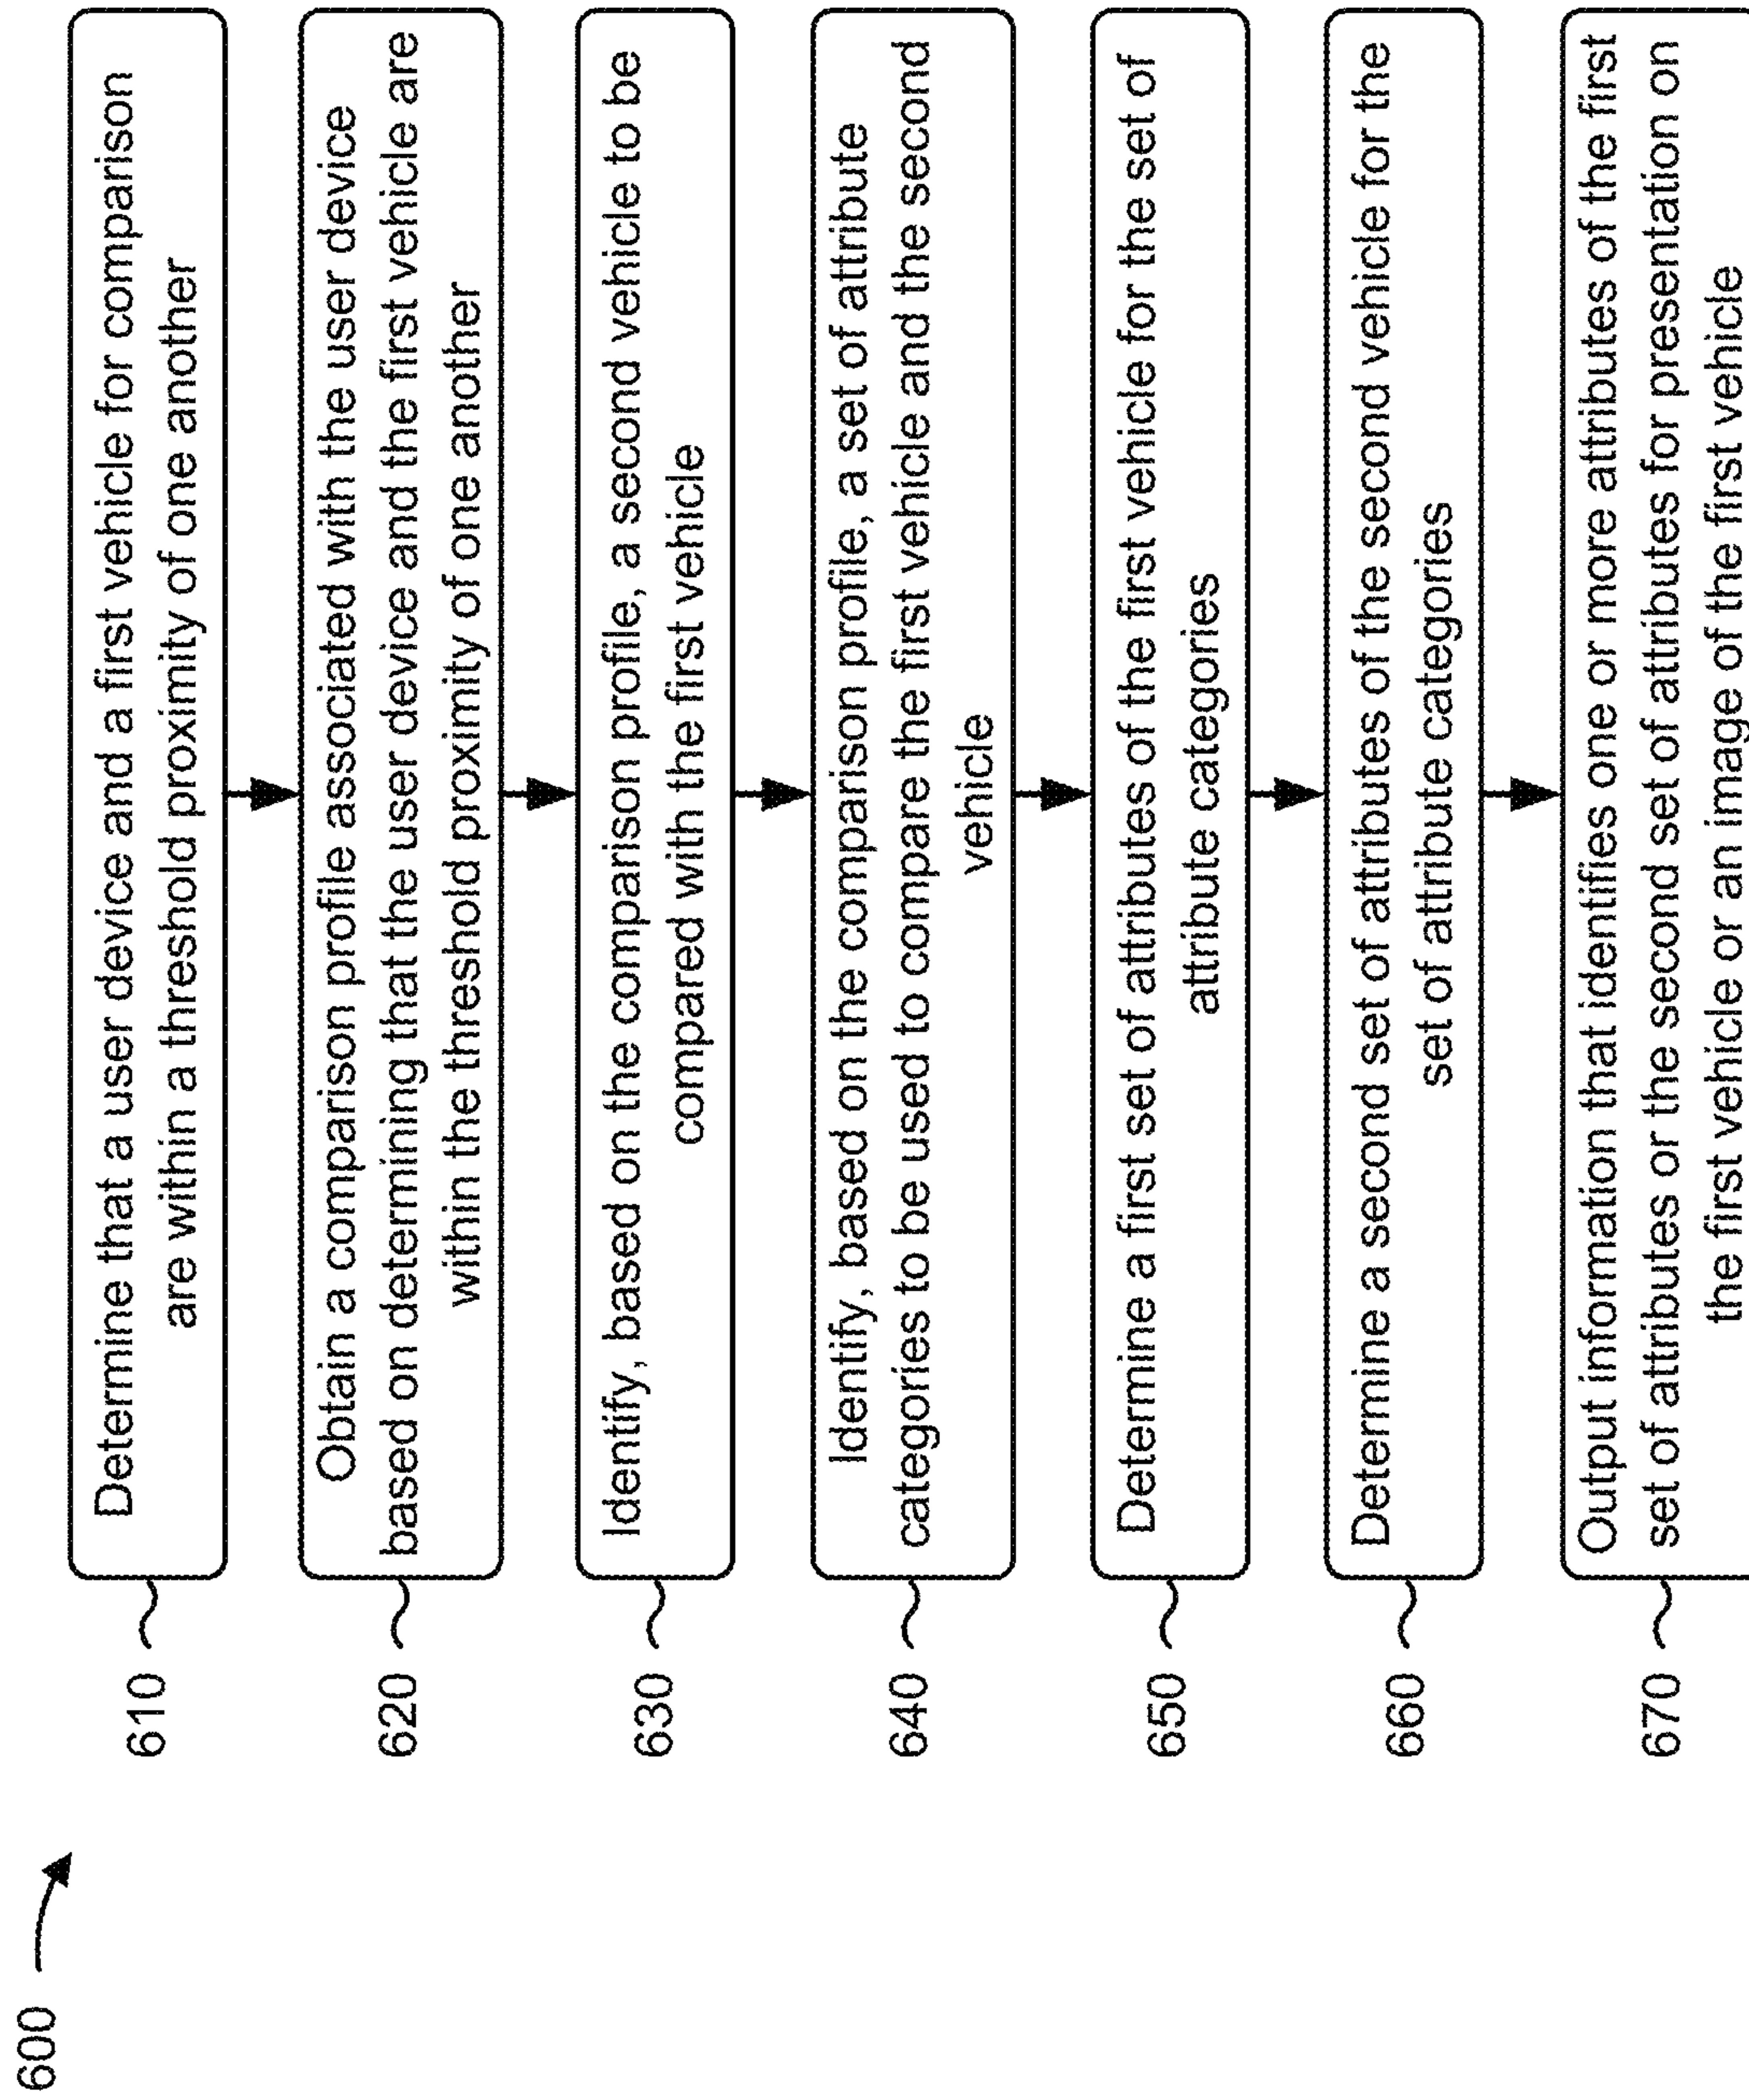 600
610
Determine that a user device and a first vehicle for comparison
are within a threshold proximity of one another
620
Obtain a comparison profile associated with the user device
based on determining that the user device and the first vehicle are
within the threshold proximity of one another
630
Identify, based on the comparison profile, a second vehicle to be
compared with the first vehicle
640
Identify, based on the comparison profile, a set of attribute
categories to be used to compare the first vehicle and the second
vehicle
650
Determine a first set of attributes of the first vehicle for the set of
attribute categories
660
Determine a second set of attributes of the second vehicle for the
set of attribute categories
670
Output information that identifies one or more attributes of the first
set of attributes or the second set of attributes for presentation on
the first vehicle or an image of the first vehicle